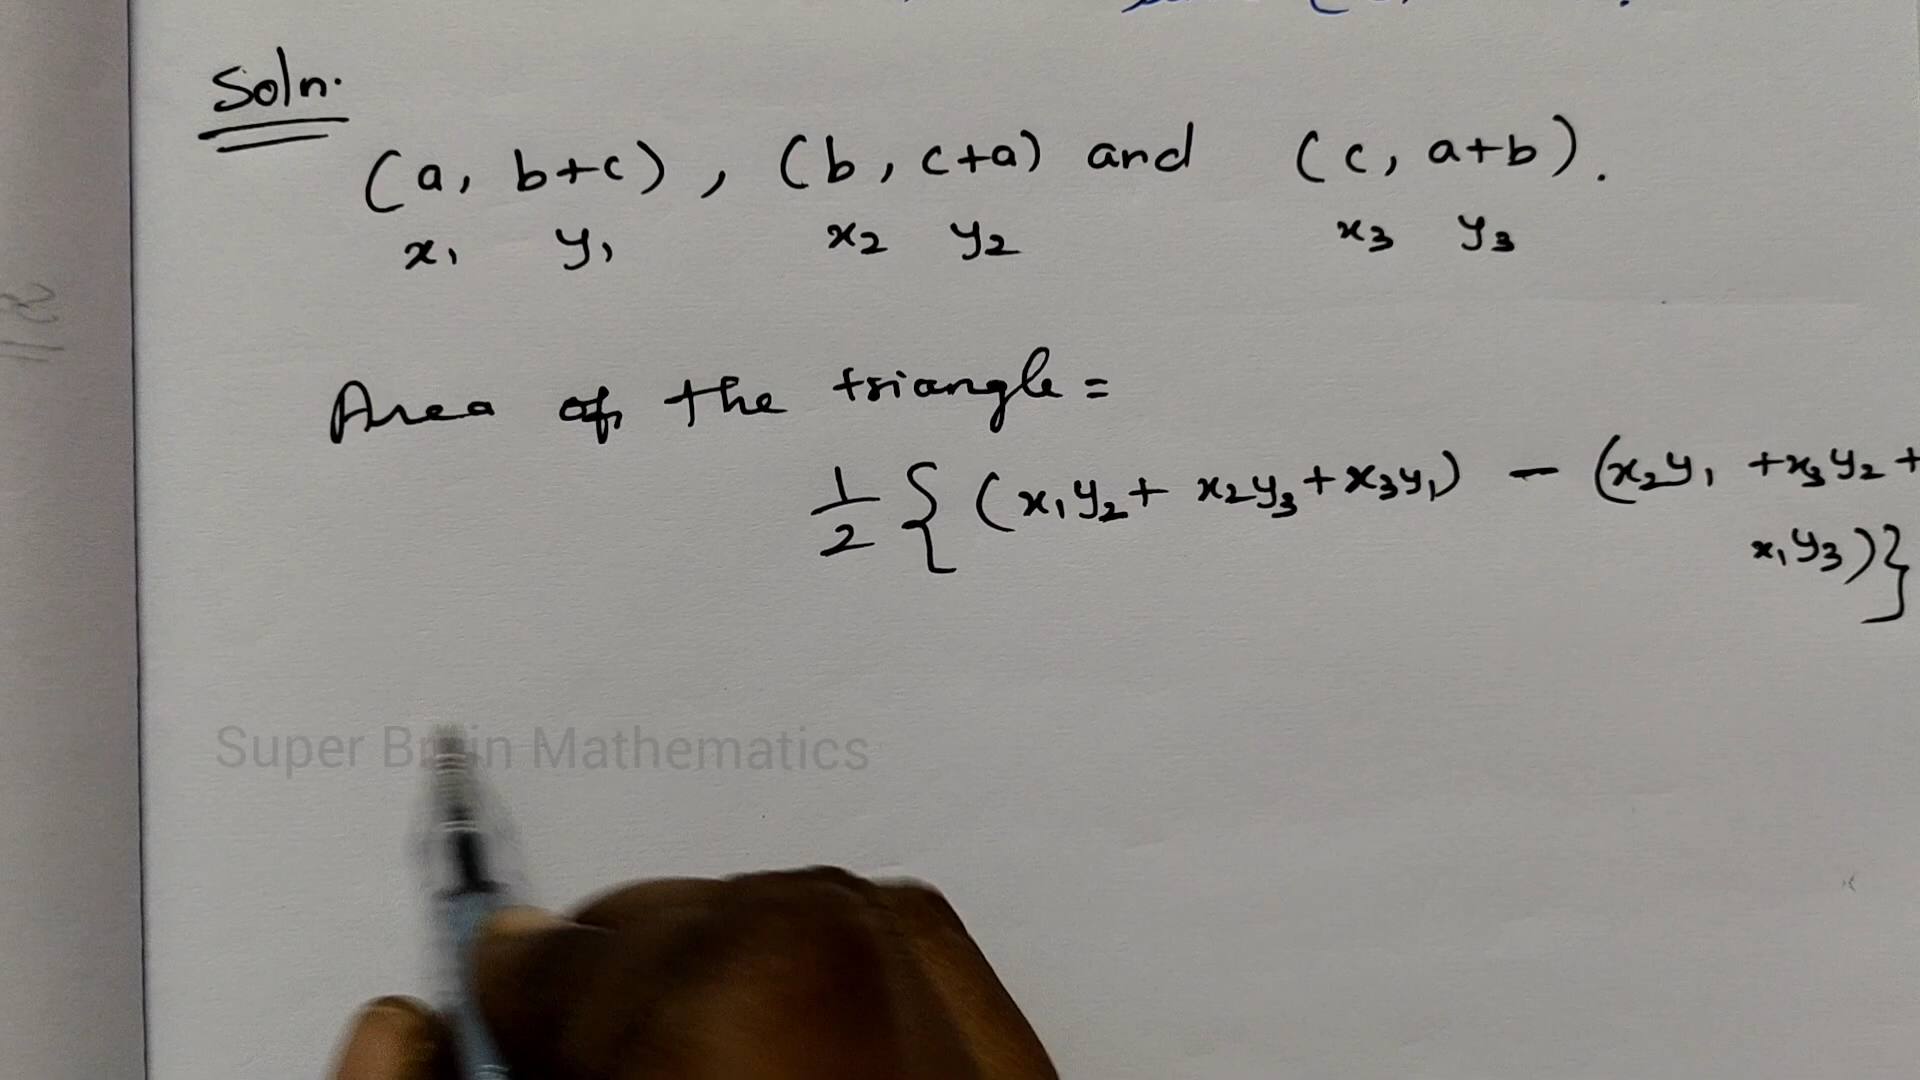 Soln.
(a, b+c), (b, c+a) and (c, a+b).
x₁ y₁ x₂ y₂ x₃ y₃
Area of the triangle =
1/2 { (x₁y₂ + x₂y₃ + x₃y₁) - (x₂y₁ + x₃y₂ +
x₁y₃)}
Super Brain Mathematics